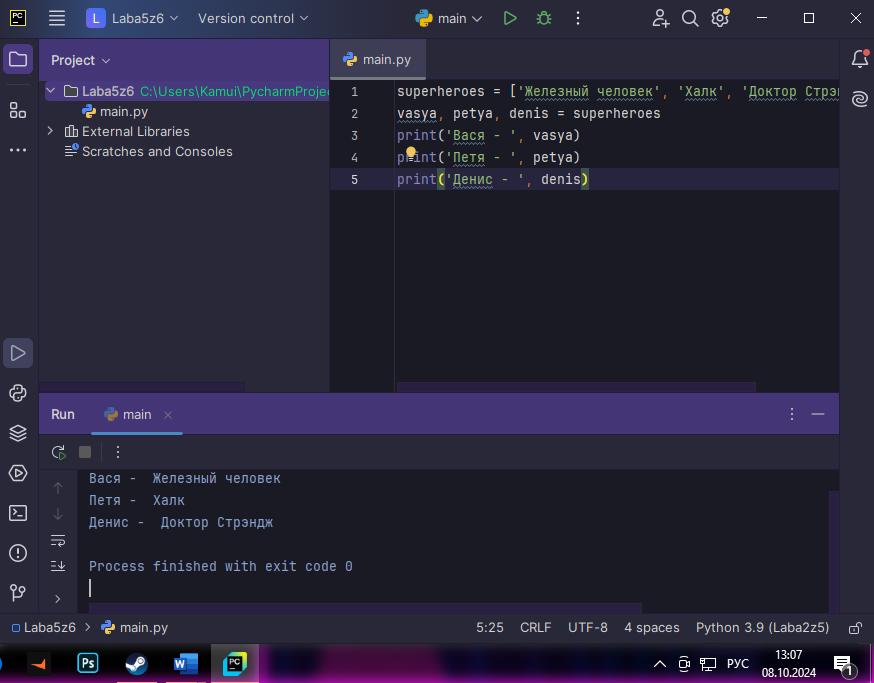 PC
L Laba5z6 Version control main
Project
main.py
Laba5z6 C:\Users\Kamui\PycharmProje
main.py
External Libraries
Scratches and Consoles
1 superheroes = ['Железный человек', 'Халк', 'Доктор Стрэн
2 vasya, petya, denis = superheroes
3 print('Вася - ', vasya)
4 print('Петя - ', petya)
5 print('Денис - ', denis)
Run main
Вася -  Железный человек
Петя -  Халк
Денис -  Доктор Стрэндж
Process finished with exit code 0
Laba5z6 main.py 5:25 CRLF UTF-8 4 spaces Python 3.9 (Laba2z5)
Ps W PC РУС 13:07 1
08.10.2024